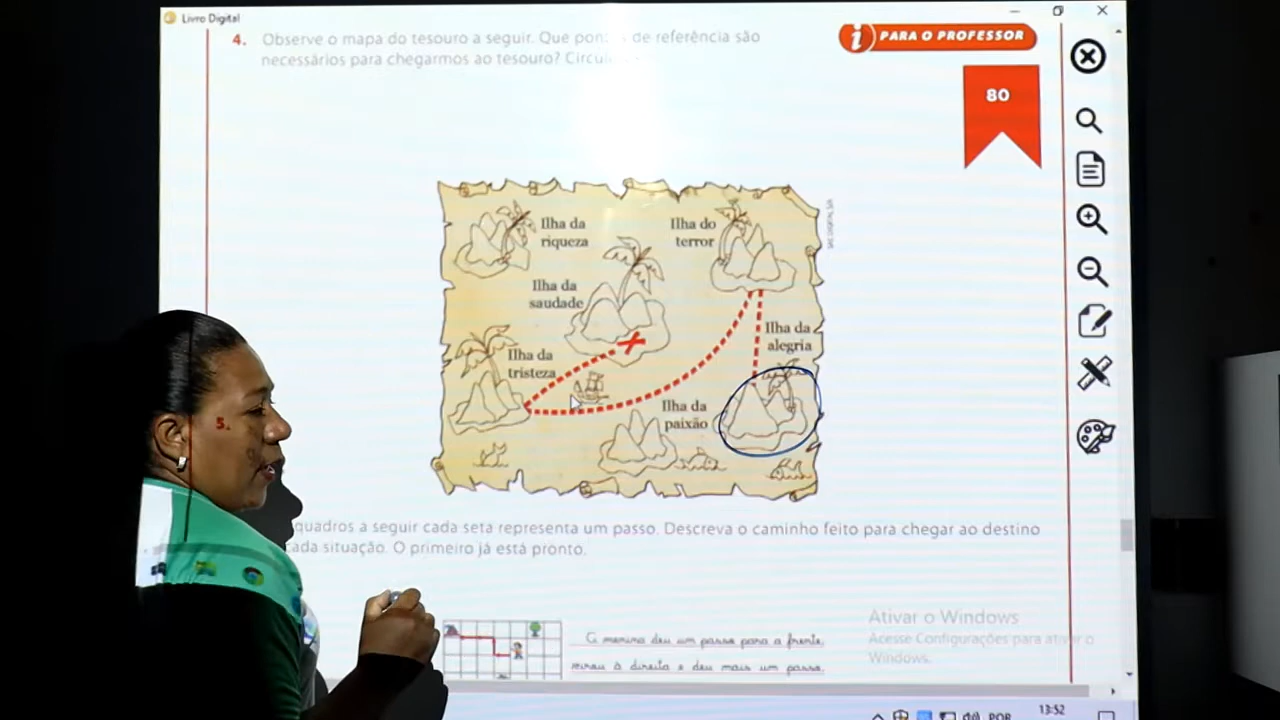 Livro Digital
4. Observe o mapa do tesouro a seguir. Que de referência são
necessários para chegarmos ao tesouro?
PARA O PROFESSOR
80
Ilha da
riqueza
Ilha do
terror
Ilha da
saudade
Ilha da
alegria
Ilha da
tristeza
Ilha da
paixão
5.
quadros a seguir cada seta representa um passo. Descreva o caminho feito para chegar ao destino
cada situação. O primeiro já está pronto.
Ativar o Windows
Acesse Configurações para ativar o
Windows.
menina deu um passo para a frente,
virou à direita e deu mais um passo.
POR
13:52